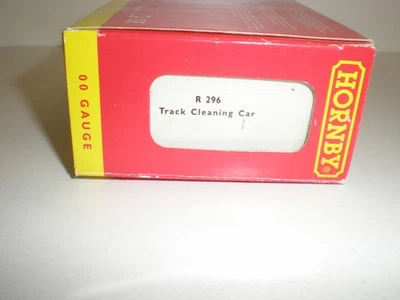 00 GAUGE
R 296
Track Cleaning Car
HORNBY